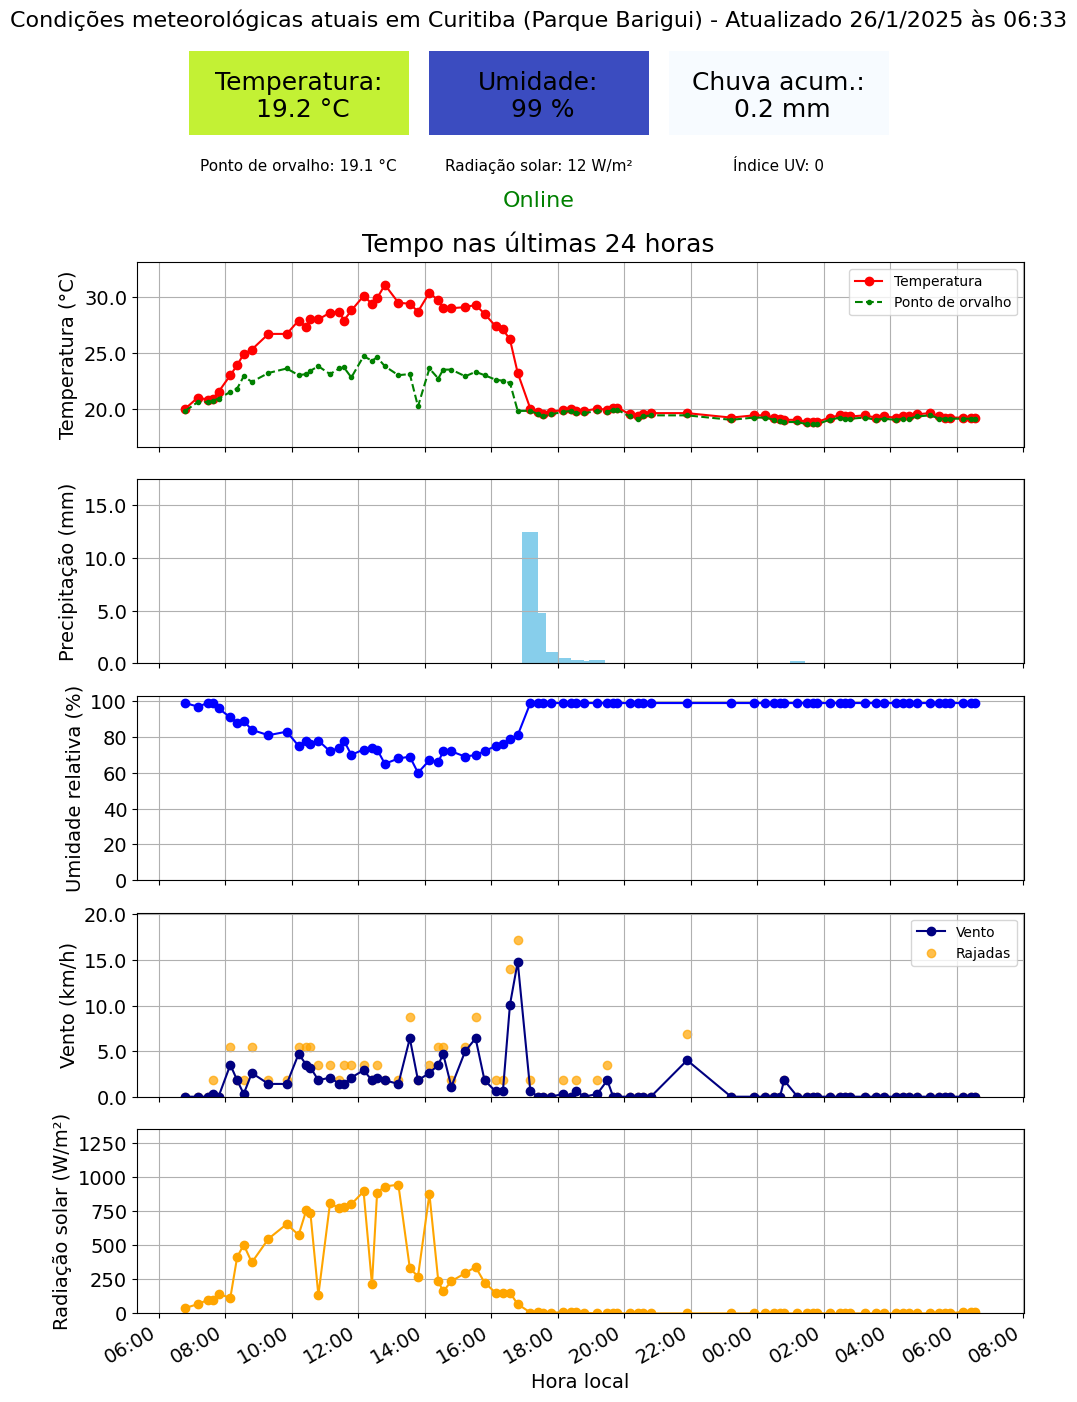 Condições meteorológicas atuais em Curitiba (Parque Barigui) - Atualizado 26/1/2025 às 06:33
Temperatura:
19.2 °C
Umidade:
99 %
Chuva acum.:
0.2 mm
Ponto de orvalho: 19.1 °C
Radiação solar: 12 W/m²
Índice UV: 0
Online
Tempo nas últimas 24 horas
Temperatura (°C)
30.0
25.0
20.0
Temperatura
Ponto de orvalho
Precipitação (mm)
15.0
10.0
5.0
0.0
Umidade relativa (%)
100
80
60
40
20
0
Vento (km/h)
20.0
15.0
10.0
5.0
0.0
Vento
Rajadas
Radiação solar (W/m²)
1250
1000
750
500
250
0
06:00
08:00
10:00
12:00
14:00
16:00
18:00
20:00
22:00
00:00
02:00
04:00
06:00
08:00
Hora local